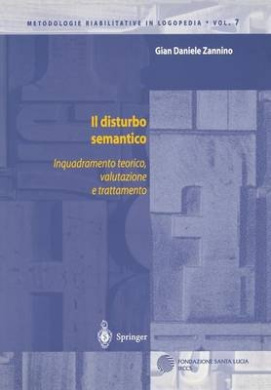 METODOLOGIE RIABILITATIVE IN LOGOPEDIA • VOL. 7
Gian Daniele Zannino
Il disturbo
semantico
Inquadramento teorico,
valutazione
e trattamento
Springer
FONDAZIONE SANTA LUCIA
IRCCS